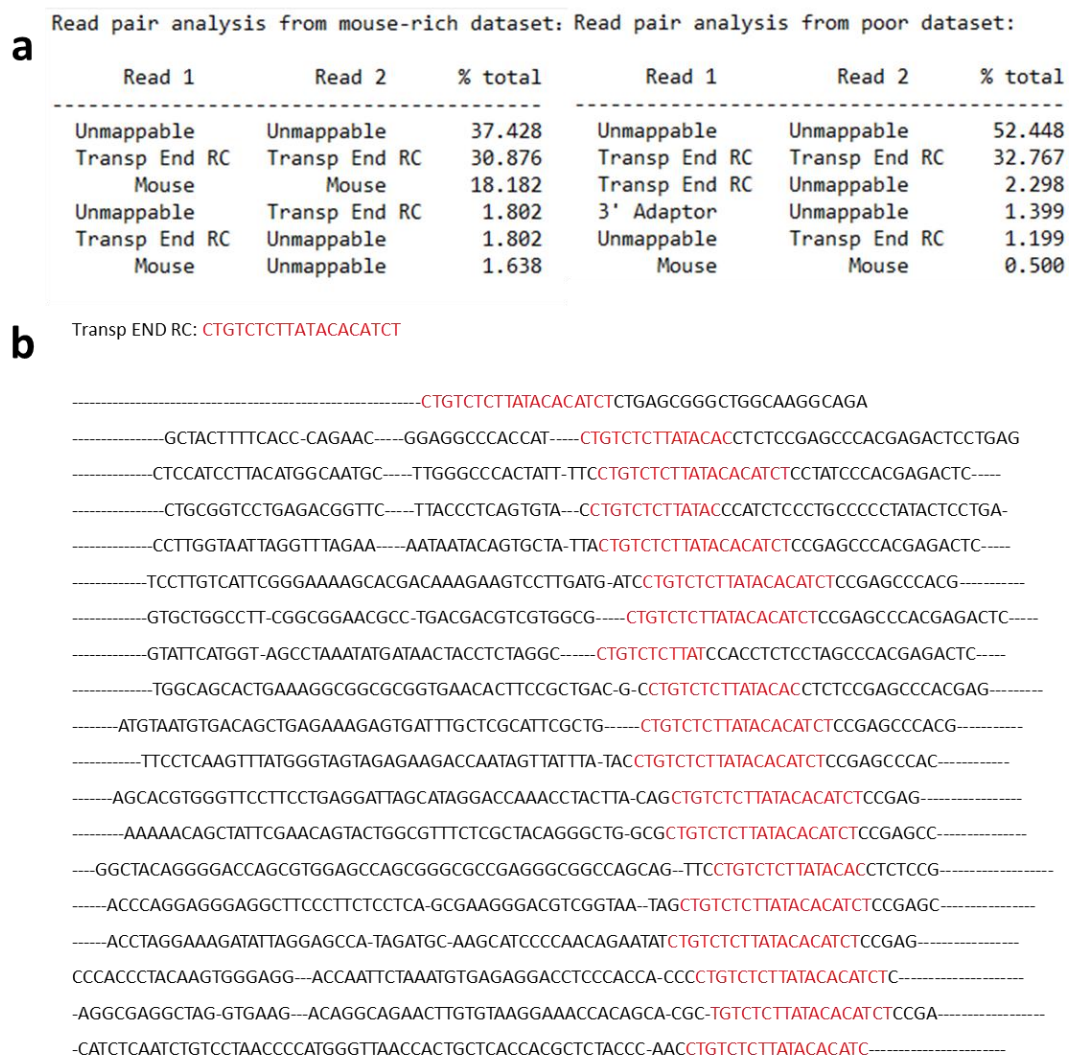 a
Read pair analysis from mouse-rich dataset: Read pair analysis from poor dataset:
Read 1 Read 2 % total Read 1 Read 2 % total
------------------------------------------ ------------------------------------------
Unmappable Unmappable 37.428 Unmappable Unmappable 52.448
Transp End RC Transp End RC 30.876 Transp End RC Transp End RC 32.767
Mouse Mouse 18.182 Transp End RC Unmappable 2.298
Unmappable Transp End RC 1.802 3' Adaptor Unmappable 1.399
Transp End RC Unmappable 1.802 Unmappable Transp End RC 1.199
Mouse Unmappable 1.638 Mouse Mouse 0.500
b
Transp END RC: CTGTCTCTTATACACATCT
------------------------------------------------------------CTGTCTCTTATACACATCTCTGAGCGGGCTGGCAAGGCAGA
----------------GCTACTTTTCACC-CAGAAC-----GGAGGCCCACCAT-----CTGTCTCTTATACACCTCTCCGAGCCCACGAGACTCCTGAG
--------------CTCCATCCTTACATGGCAATGC-----TTGGGCCCACTATT-TTCCTGTCTCTTATACACATCTCCTATCCCACGAGACTC-----
----------------CTGCGGTCCTGAGACGGTTC-----TTACCCTCAGTGTA---CCTGTCTCTTATACCCATCTCCCTGCCCCCTATACTCCTGA-
--------------CCTTGGTAATTAGGTTTAGAA-----AATAATACAGTGCTA-TTACTGTCTCTTATACACATCTCCGAGCCCACGAGACTC-----
-------------TCCTTGTCATTCGGGAAAAGCACGACAAAGAAGTCCTTGATG-ATCCTGTCTCTTATACACATCTCCGAGCCCACG-----------
-------------GTGCTGGCCTT-CGGCGGAACGCC-TGACGACGTCGTGGCG-----CTGTCTCTTATACACATCTCCGAGCCCACGAGACTC-----
-------------GTATTCATGGT-AGCCTAAATATGATAACTACCTCTAGGC------CTGTCTCTTATCCACCTCTCCTAGCCCACGAGACTC-----
--------------TGGCAGCACTGAAAGGCGGCGCGGTGAACACTTCCGCTGAC-G-CCTGTCTCTTATACACCTCTCCGAGCCCACGAG---------
--------ATGTAATGTGACAGCTGAGAAAGAGTGATTTGCTCGCATTCGCTG------CTGTCTCTTATACACATCTCCGAGCCCACG-----------
------------TTCCTCAAGTTTATGGGTAGTAGAGAAGACCAATAGTTATTTA-TACCTGTCTCTTATACACATCTCCGAGCCCAC------------
-------AGCACGTGGGTTCCTTCCTGAGGATTAGCATAGGACCAAACCTACTTA-CAGCTGTCTCTTATACACATCTCCGAG-----------------
---------AAAAACAGCTATTCGAACAGTACTGGCGTTTCTCGCTACAGGGCTG-GCGCTGTCTCTTATACACATCTCCGAGCC---------------
----GGCTACAGGGGACCAGCGTGGAGCCAGCGGGCGCCGAGGGCGGCCAGCAG--TTCCTGTCTCTTATACACCTCTCCG-------------------
------ACCCAGGAGGGAGGCTTCCCTTCTCCTCA-GCGAAGGGACGTCGGTAA--TAGCTGTCTCTTATACACATCTCCGAGC----------------
------ACCTAGGAAAGATATTAGGAGCCA-TAGATGC-AAGCATCCCCAACAGAATATCTGTCTCTTATACACATCTCCGAG-----------------
CCCACCCTACAAGTGGGAGG---ACCAATTCTAAATGTGAGAGGACCTCCCACCA-CCCCTGTCTCTTATACACATCTC---------------------
-AGGCGAGGCTAG-GTGAAG---ACAGGCAGAACTTGTGTAAGGAAACCACAGCA-CGC-TGTCTCTTATACACATCTCCGA------------------
-CATCTCAATCTGTCCTAACCCCATGGGTTAACCACTGCTCACCACGCTCTACCC-AACCTGTCTCTTATACACATC-----------------------